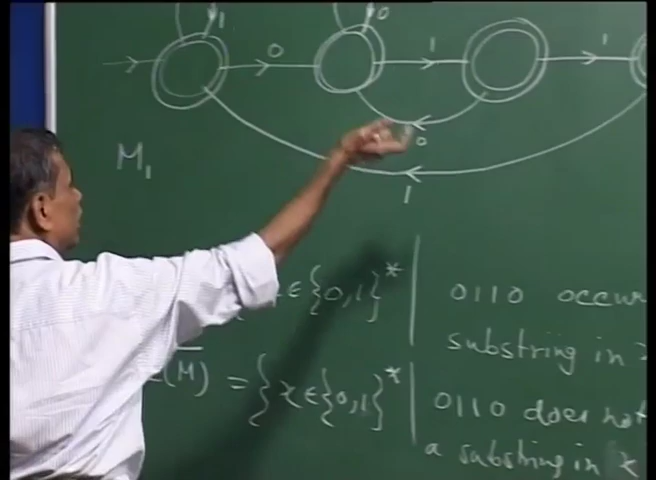 1 0
0 1 1
0
M1
1
∈ {0,1}* | 0110 occur
substring in
L(M) = {x ∈ {0,1}* | 0110 does not
a substring in x